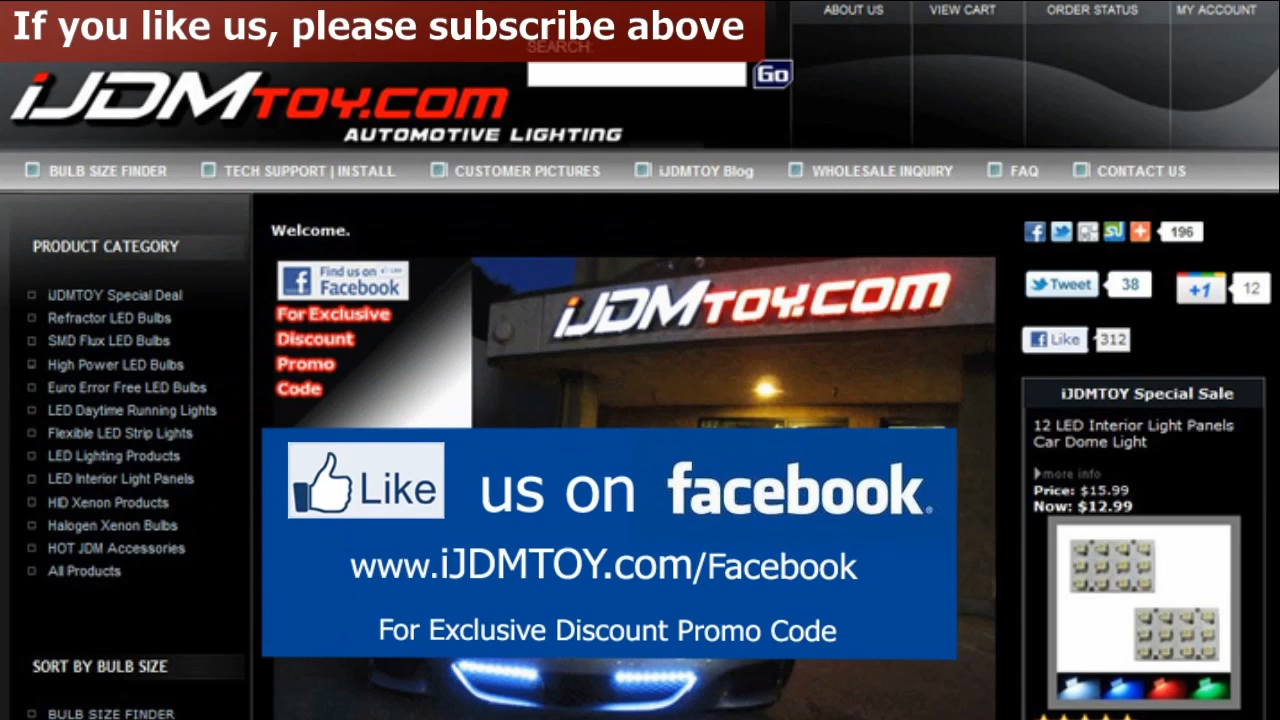 If you like us, please subscribe above
ABOUT US
VIEW CART
ORDER STATUS
MY ACCOUNT
SEARCH:
Go
iJDMTOY.COM
AUTOMOTIVE LIGHTING
BULB SIZE FINDER
TECH SUPPORT | INSTALL
CUSTOMER PICTURES
iJDMTOY Blog
WHOLESALE INQUIRY
FAQ
CONTACT US
PRODUCT CATEGORY
iJDMTOY Special Deal
Refractor LED Bulbs
SMD Flux LED Bulbs
High Power LED Bulbs
Euro Error Free LED Bulbs
LED Daytime Running Lights
Flexible LED Strip Lights
LED Lighting Products
LED Interior Light Panels
HID Xenon Products
Halogen Xenon Bulbs
HOT JDM Accessories
All Products
SORT BY BULB SIZE
BULB SIZE FINDER
Welcome.
Find us on
Facebook
For Exclusive
Discount
Promo
Code
iJDMTOY.COM
Like us on facebook.
www.iJDMTOY.com/Facebook
For Exclusive Discount Promo Code
196
Tweet 38
+1 12
Like 312
iJDMTOY Special Sale
12 LED Interior Light Panels
Car Dome Light
more info
Price: $15.99
Now: $12.99